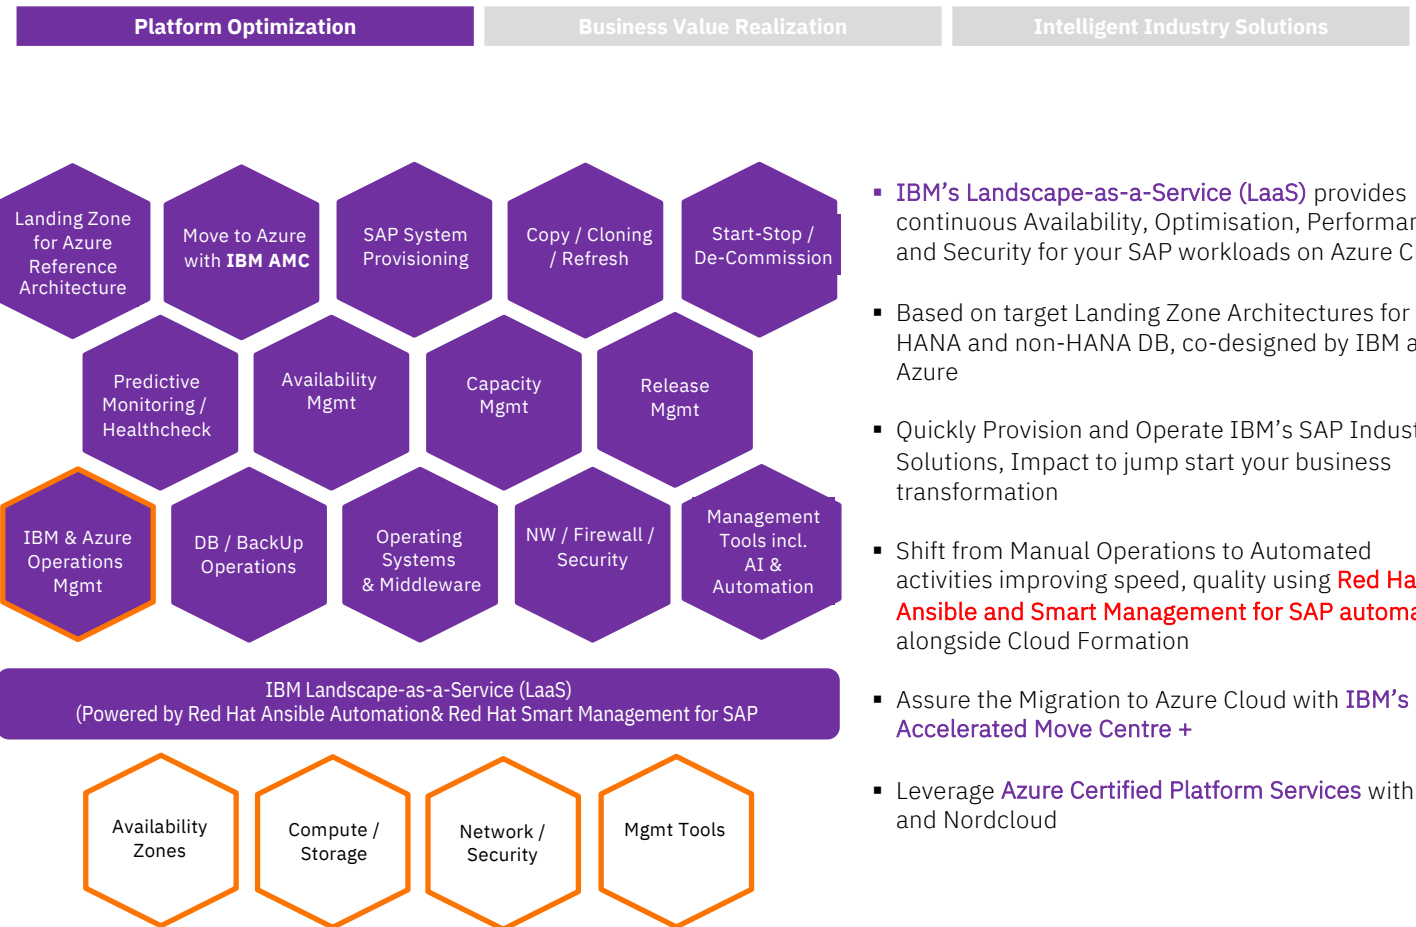 Platform Optimization
Business Value Realization
Intelligent Industry Solutions
Landing Zone
for Azure
Reference
Architecture
Move to Azure
with IBM AMC
SAP System
Provisioning
Copy / Cloning
/ Refresh
Start-Stop /
De-Commission
Predictive
Monitoring /
Healthcheck
Availability
Mgmt
Capacity
Mgmt
Release
Mgmt
IBM & Azure
Operations
Mgmt
DB / BackUp
Operations
Operating
Systems
& Middleware
NW / Firewall /
Security
Management
Tools incl.
AI &
Automation
IBM Landscape-as-a-Service (LaaS)
(Powered by Red Hat Ansible Automation& Red Hat Smart Management for SAP
Availability
Zones
Compute /
Storage
Network /
Security
Mgmt Tools
▪ IBM’s Landscape-as-a-Service (LaaS) provides
continuous Availability, Optimisation,
and Security for your SAP workloads on Azure
▪ Based on target Landing Zone Architectures for
HANA and non-HANA DB, co-designed by IBM
Azure
▪ Quickly Provision and Operate IBM’s SAP
Solutions, Impact to jump start your business
transformation
▪ Shift from Manual Operations to Automated
activities improving speed, quality using Red
Ansible and Smart Management for SAP
alongside Cloud Formation
▪ Assure the Migration to Azure Cloud with IBM’s
Accelerated Move Centre +
▪ Leverage Azure Certified Platform Services with
and Nordcloud